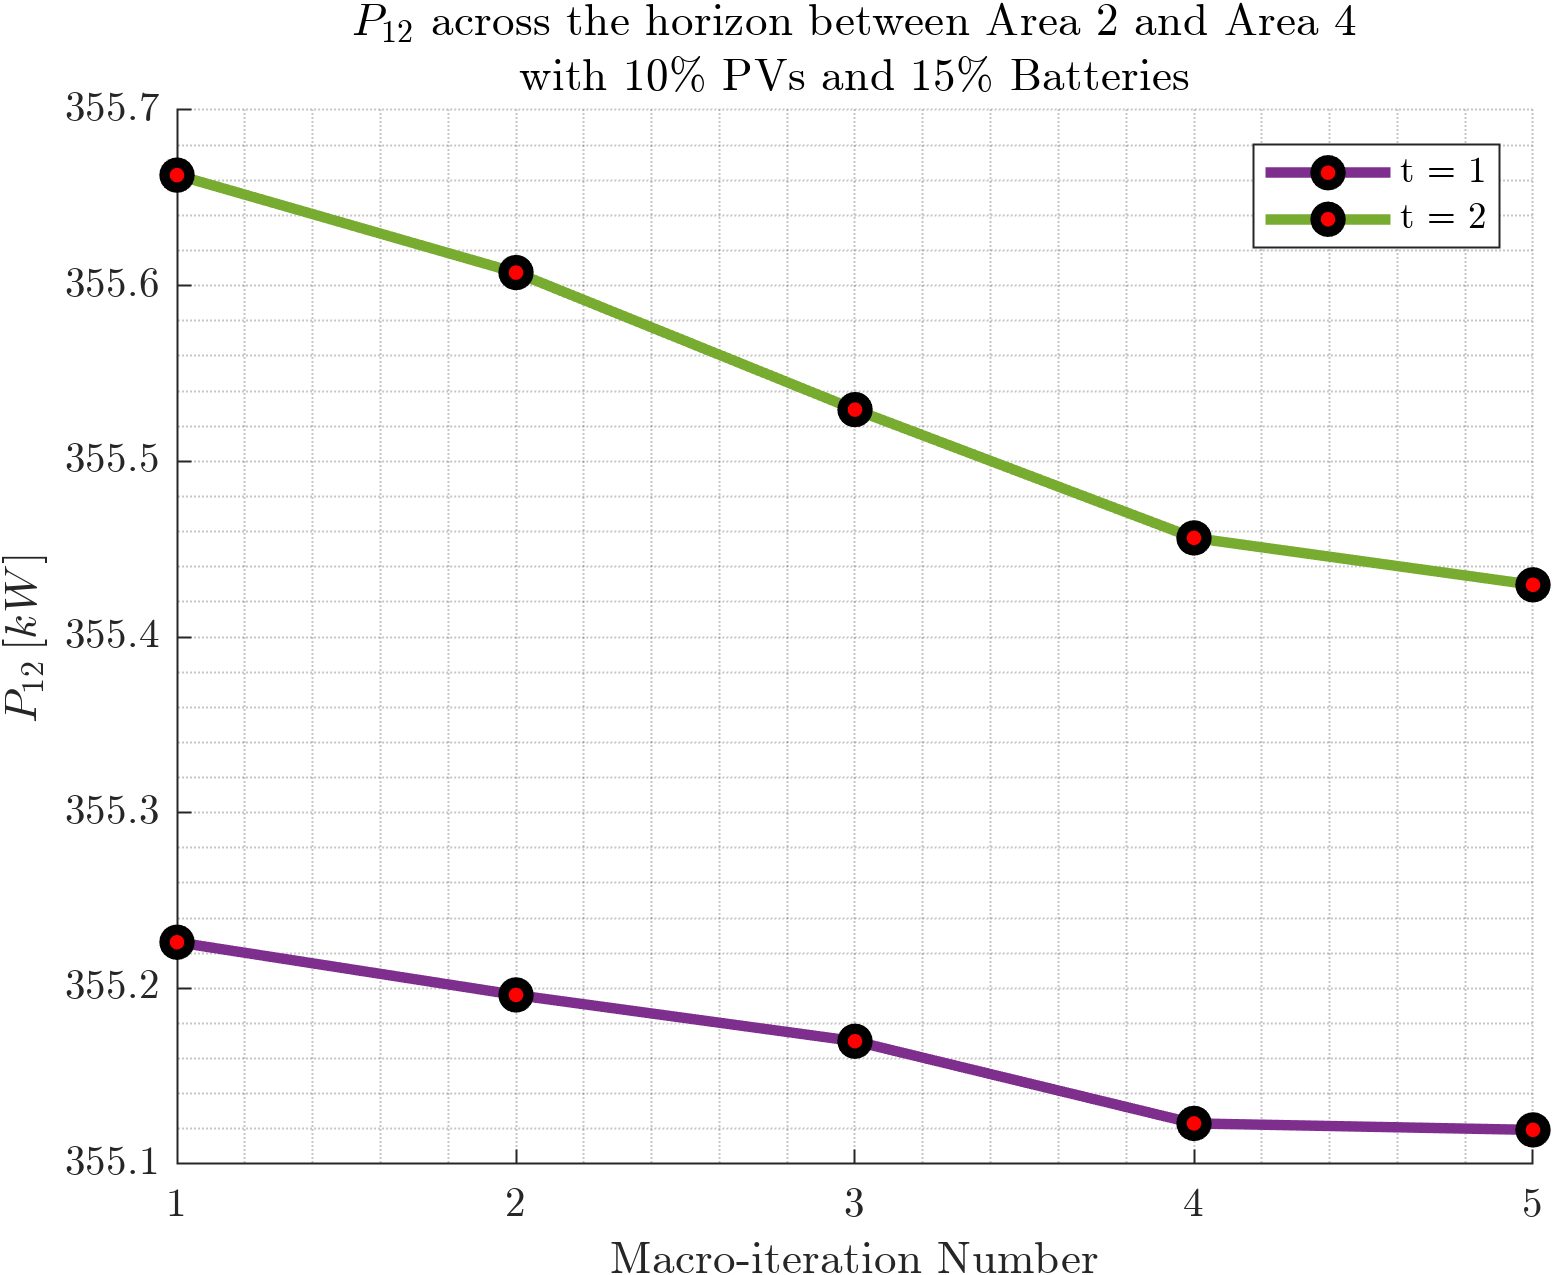 P12 across the horizon between Area 2 and Area 4
with 10% PVs and 15% Batteries
355.7
355.6
355.5
355.4
355.3
355.2
355.1
P12 [kW]
t = 1
t = 2
1 2 3 4 5
Macro-iteration Number